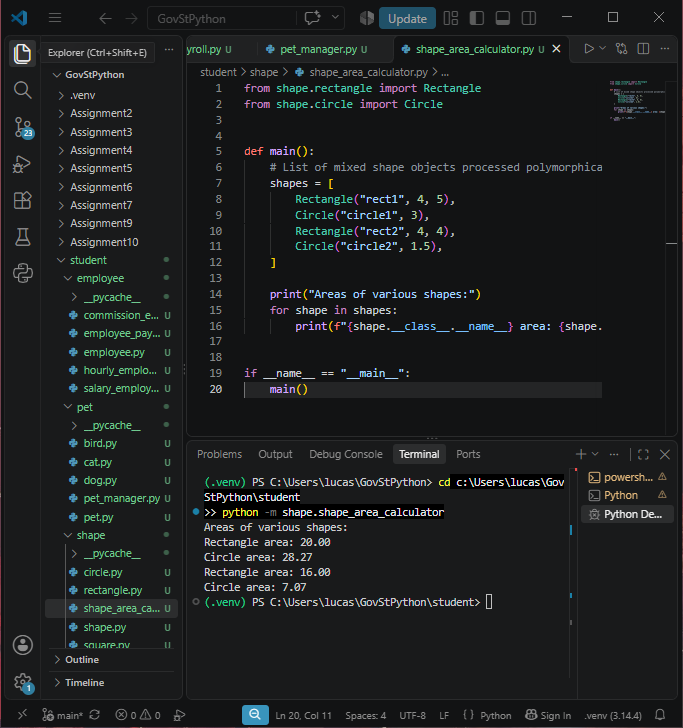 GovStPython
Update
Explorer (Ctrl+Shift+E)
yroll.py U
pet_manager.py U
shape_area_calculator.py U
GovStPython
.venv
Assignment2
Assignment3
Assignment4
Assignment5
Assignment6
Assignment7
Assignment9
Assignment10
student
employee
__pycache__
commission_e... U
employee_pay... U
employee.py U
hourly_emplo... U
salary_employ... U
pet
__pycache__
bird.py U
cat.py U
dog.py U
pet_manager.py U
pet.py U
shape
__pycache__
circle.py U
rectangle.py U
shape_area_ca... U
shape.py U
square.py U
Outline
Timeline
23
1
student > shape > shape_area_calculator.py > ...
1 from shape.rectangle import Rectangle
2 from shape.circle import Circle
3
4
5 def main():
6 # List of mixed shape objects processed polymorphica
7 shapes = [
8 Rectangle("rect1", 4, 5),
9 Circle("circle1", 3),
10 Rectangle("rect2", 4, 4),
11 Circle("circle2", 1.5),
12 ]
13
14 print("Areas of various shapes:")
15 for shape in shapes:
16 print(f"{shape.__class__.__name__} area: {shape.
17
18
19 if __name__ == "__main__":
20 main()
Problems Output Debug Console Terminal Ports
(.venv) PS C:\Users\lucas\GovStPython> cd c:\Users\lucas\Gov
StPython\student
>> python -m shape.shape_area_calculator
Areas of various shapes:
Rectangle area: 20.00
Circle area: 28.27
Rectangle area: 16.00
Circle area: 7.07
(.venv) PS C:\Users\lucas\GovStPython\student>
powersh...
Python
Python De...
main* 0 0 Ln 20, Col 11 Spaces: 4 UTF-8 LF { } Python Sign In .venv (3.14.4)